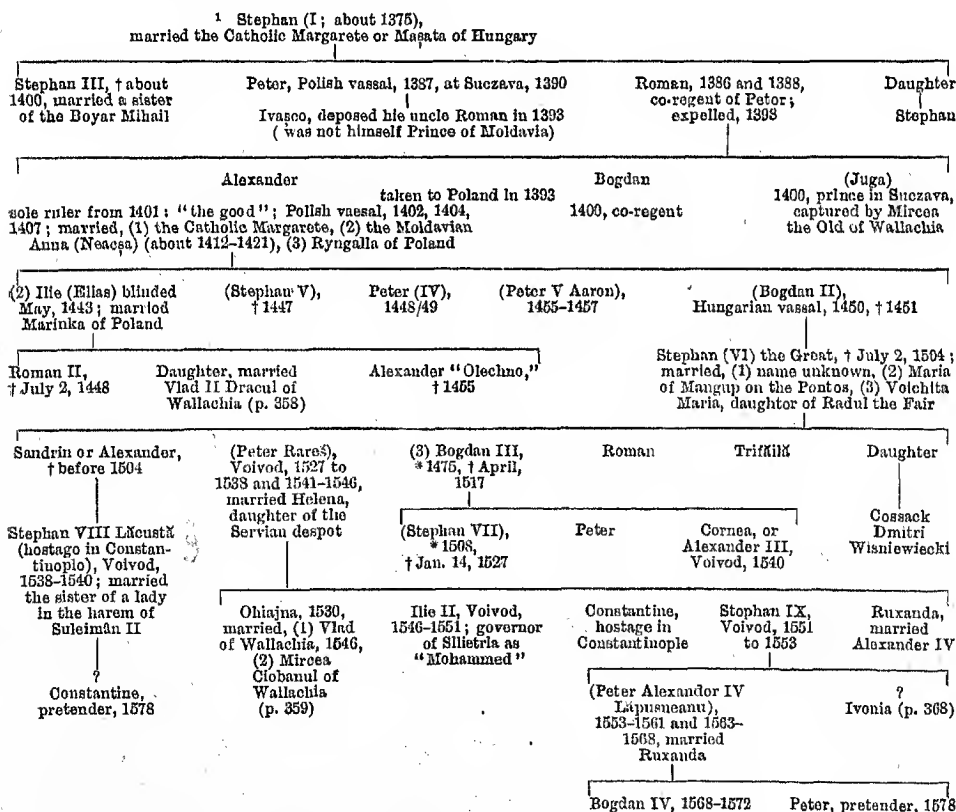 ¹ Stephan (I; about 1375),
married the Catholic Margarete or Maşata of Hungary
Stephan III, † about
1400, married a sister
of the Boyar Mihail
Peter, Polish vassal, 1387, at Suczava, 1390
Ivasco, deposed his uncle Roman in 1393
(was not himself Prince of Moldavia)
Roman, 1386 and 1388,
co-regent of Peter;
expelled, 1393
Daughter
Stephan
Alexander
taken to Poland in 1393
sole ruler from 1401: "the good"; Polish vassal, 1402, 1404,
1407; married, (1) the Catholic Margarete, (2) the Moldavian
Anna (Neacşa) (about 1412–1421), (3) Ryngalla of Poland
Bogdan
1400, co-regent
(Juga)
1400, prince in Suczava,
captured by Mircea
the Old of Wallachia
(2) Ilie (Elias) blinded
May, 1443; married
Marinka of Poland
(Stephan V),
† 1447
Peter (IV),
1448/49
(Peter V Aaron),
1455–1457
(Bogdan II),
Hungarian vassal, 1450, † 1451
Roman II,
† July 2, 1448
Daughter, married
Vlad II Dracul of
Wallachia (p. 358)
Alexander "Olechno,"
† 1455
Stephan (VI) the Great, † July 2, 1504;
married, (1) name unknown, (2) Maria
of Mangup on the Pontos, (3) Voichita
Maria, daughter of Radul the Fair
Sandrin or Alexander,
† before 1504
(Peter Rareš),
Voivod, 1527 to
1538 and 1541–1546,
married Helena,
daughter of the
Servian despot
(3) Bogdan III,
* 1475, † April,
1517
Roman
Trifăilă
Daughter
Stephan VIII Lăcustă
(hostage in Constan-
tinople), Voivod,
1538–1540; married
the sister of a lady
in the harem of
Suleimân II
(Stephan VII),
* 1508,
† Jan. 14, 1527
Peter
Cornea, or
Alexander III,
Voivod, 1540
Cossack
Dmitri
Wisniewiecki
?
Constantine,
pretender, 1578
Chiajna, 1530,
married, (1) Vlad
of Wallachia, 1546,
(2) Mircea
Ciobanul of
Wallachia
(p. 359)
Ilie II, Voivod,
1546–1551; governor
of Silistria as
"Mohammed"
Constantine,
hostage in
Constantinople
Stephan IX,
Voivod, 1551
to 1553
Ruxanda,
married
Alexander IV
(Peter Alexander IV
Lăpusneanu),
1553–1561 and 1563–
1568, married
Ruxanda
?
Ivonia (p. 368)
Bogdan IV, 1568–1572
Peter, pretender, 1578